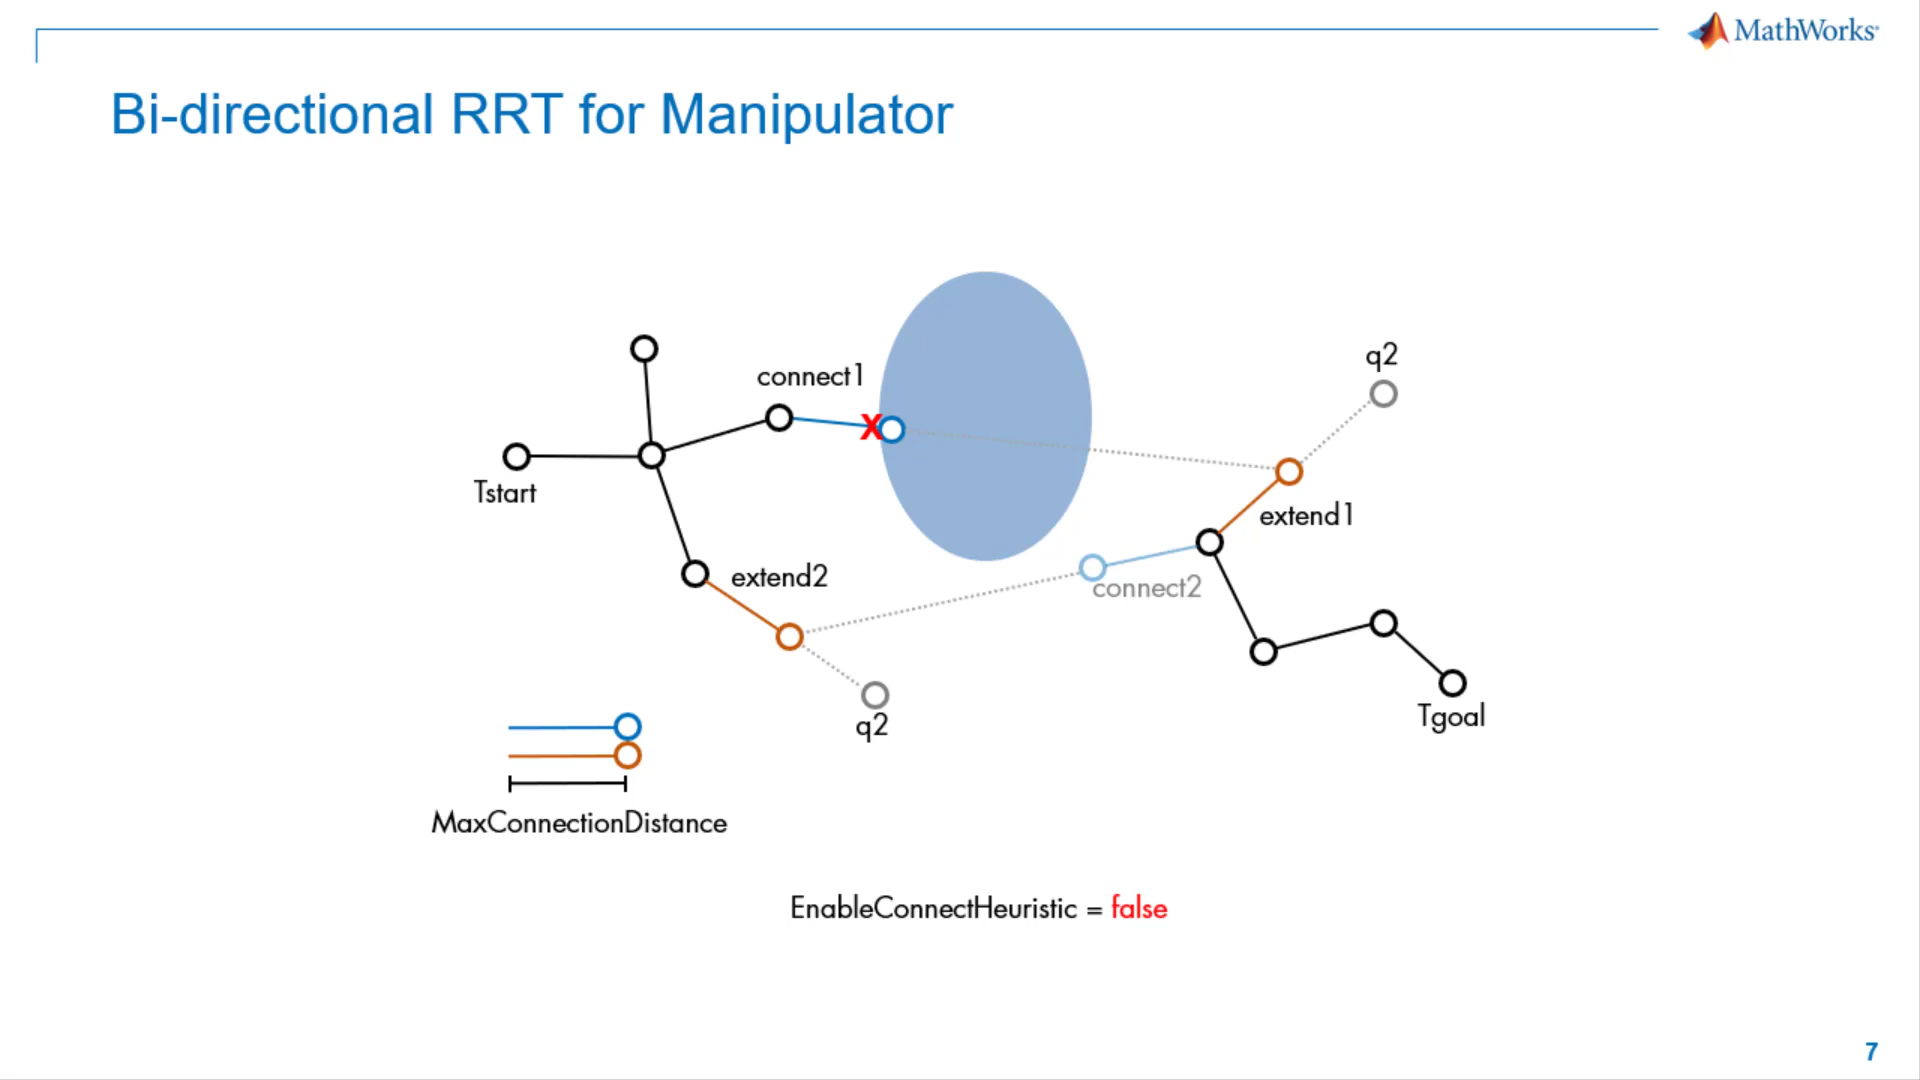 MathWorks
Bi-directional RRT for Manipulator
q2
connect1
X
Tstart
extend1
extend2
connect2
Tgoal
q2
MaxConnectionDistance
EnableConnectHeuristic = false
7